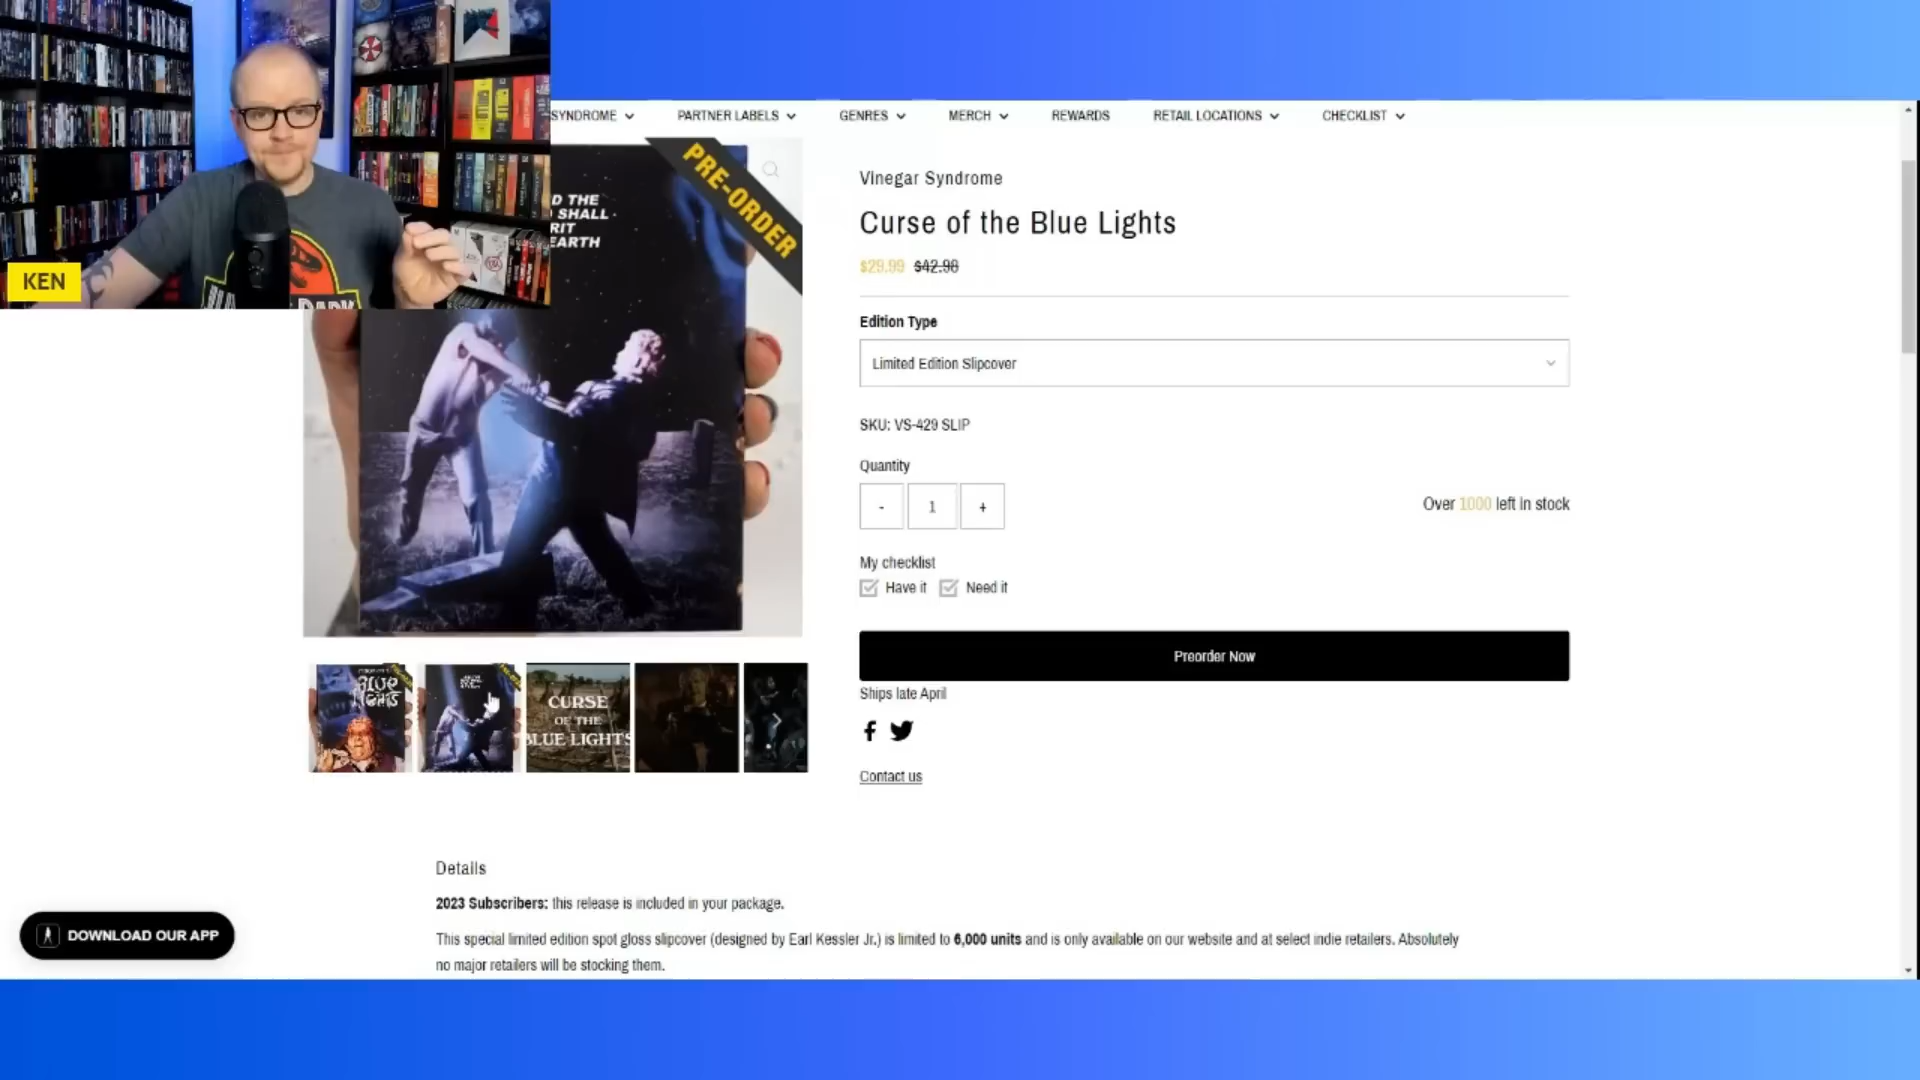 SYNDROME
PARTNER LABELS
GENRES
MERCH
REWARDS
RETAIL LOCATIONS
CHECKLIST
KEN
D THE
SHALL
RIT
EARTH
PRE-ORDER
Vinegar Syndrome
Curse of the Blue Lights
$29.99 $42.98
Edition Type
Limited Edition Slipcover
SKU: VS-429 SLIP
Quantity
- 1 +
Over 1000 left in stock
My checklist
Have it Need it
Preorder Now
Ships late April
Contact us
BLUE
LIGHTS
CURSE
OF THE
BLUE LIGHTS
Details
2023 Subscribers: this release is included in your package.
This special limited edition spot gloss slipcover (designed by Earl Kessler Jr.) is limited to 6,000 units and is only available on our website and at select indie retailers. Absolutely
no major retailers will be stocking them.
DOWNLOAD OUR APP